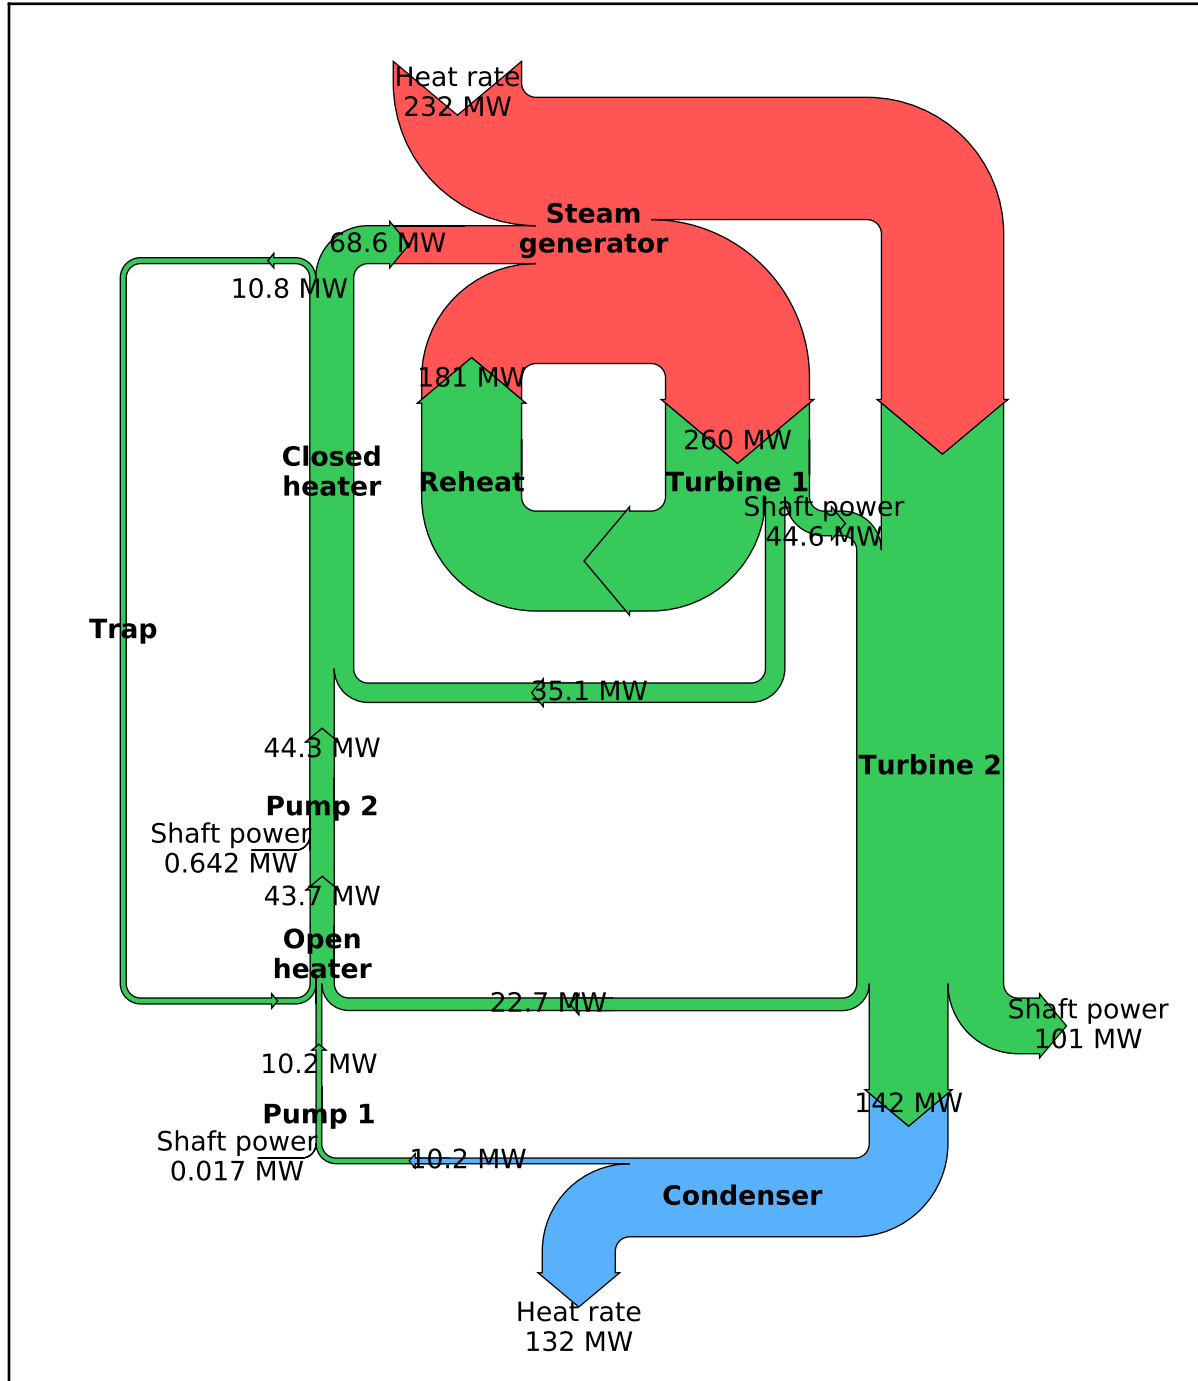 Heat rate
232 MW
Steam
generator
68.6 MW
10.8 MW
181 MW
260 MW
Closed
heater
Reheat
Turbine 1
Shaft power
44.6 MW
Trap
35.1 MW
44.3 MW
Turbine 2
Pump 2
Shaft power
0.642 MW
43.7 MW
Open
heater
22.7 MW
Shaft power
101 MW
10.2 MW
142 MW
Pump 1
Shaft power
0.017 MW
10.2 MW
Condenser
Heat rate
132 MW